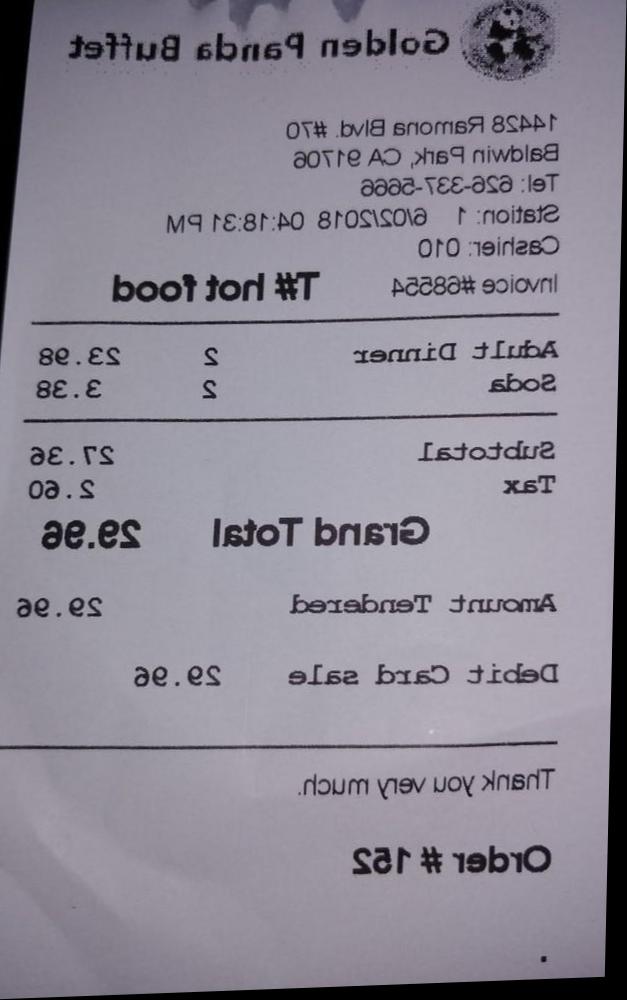 Golden Panda Buffet
14428 Ramona Blvd. #70
Baldwin Park, CA 91706
Tel: 626-337-5666
Station: 1 6/02/2018 04:18:31 PM
Cashier: 010
Invoice#68554 T# hot food
Adult Dinner 2 23.98
Soda 2 3.38
Subtotal 27.36
Tax 2.60
Grand Total 29.96
Amount Tendered 29.96
Debit Card sale 29.96
Thank you very much.
Order # 152